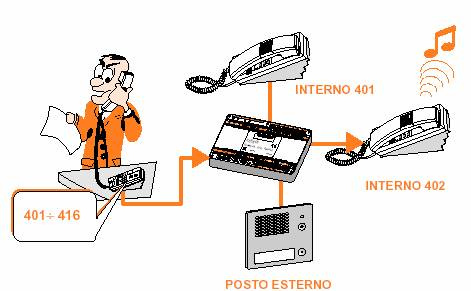 INTERNO 401
INTERNO 402
401÷ 416
POSTO ESTERNO